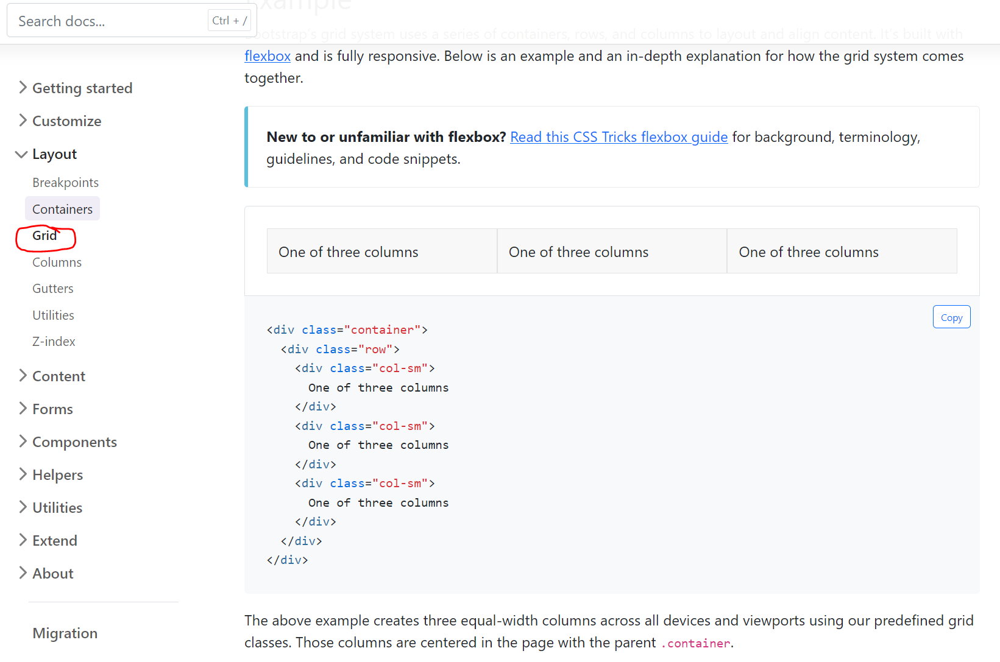 Search docs...
Ctrl + /
Getting started
Customize
Layout
Breakpoints
Containers
Grid
Columns
Gutters
Utilities
Z-index
Content
Forms
Components
Helpers
Utilities
Extend
About
Migration
Example
Bootstrap's grid system uses a series of containers, rows, and columns to layout and align content. It's built with
flexbox and is fully responsive. Below is an example and an in-depth explanation for how the grid system comes
together.
New to or unfamiliar with flexbox? Read this CSS Tricks flexbox guide for background, terminology,
guidelines, and code snippets.
One of three columns
One of three columns
One of three columns
Copy
<div class="container">
  <div class="row">
    <div class="col-sm">
      One of three columns
    </div>
    <div class="col-sm">
      One of three columns
    </div>
    <div class="col-sm">
      One of three columns
    </div>
  </div>
</div>
The above example creates three equal-width columns across all devices and viewports using our predefined grid
classes. Those columns are centered in the page with the parent .container.